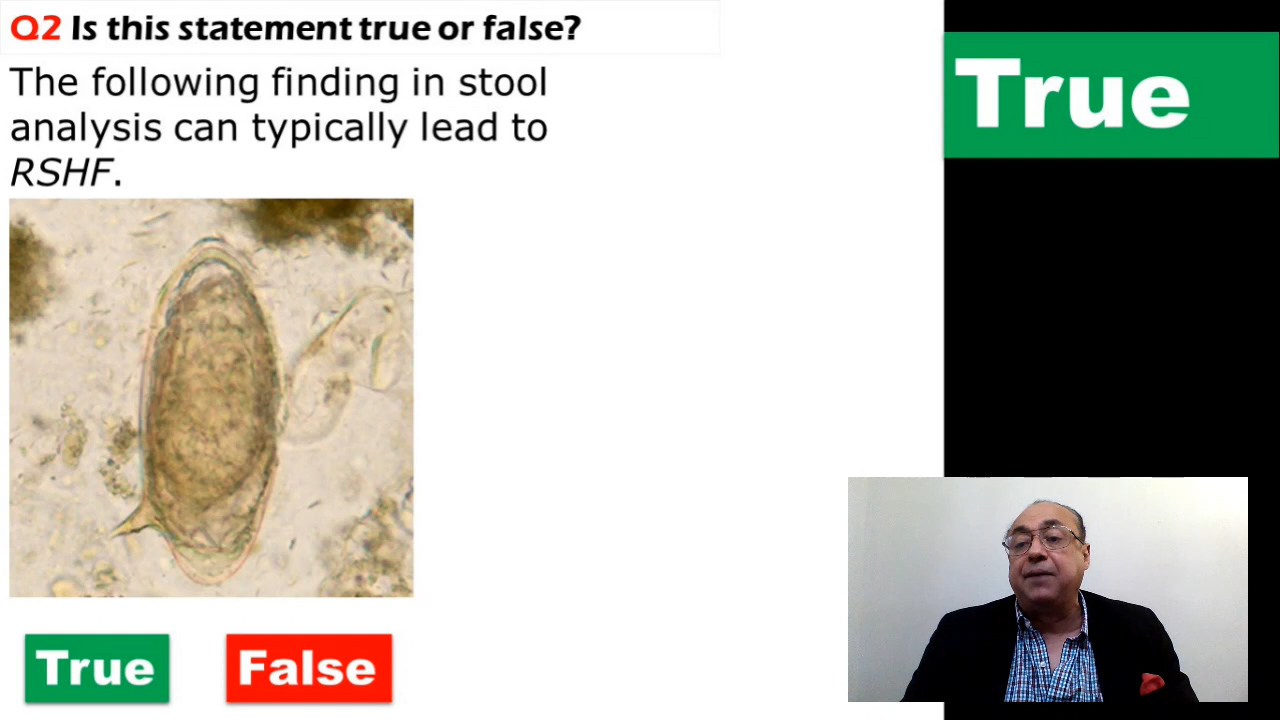 Q2 Is this statement true or false?
The following finding in stool
analysis can typically lead to
RSHF.
True False
True